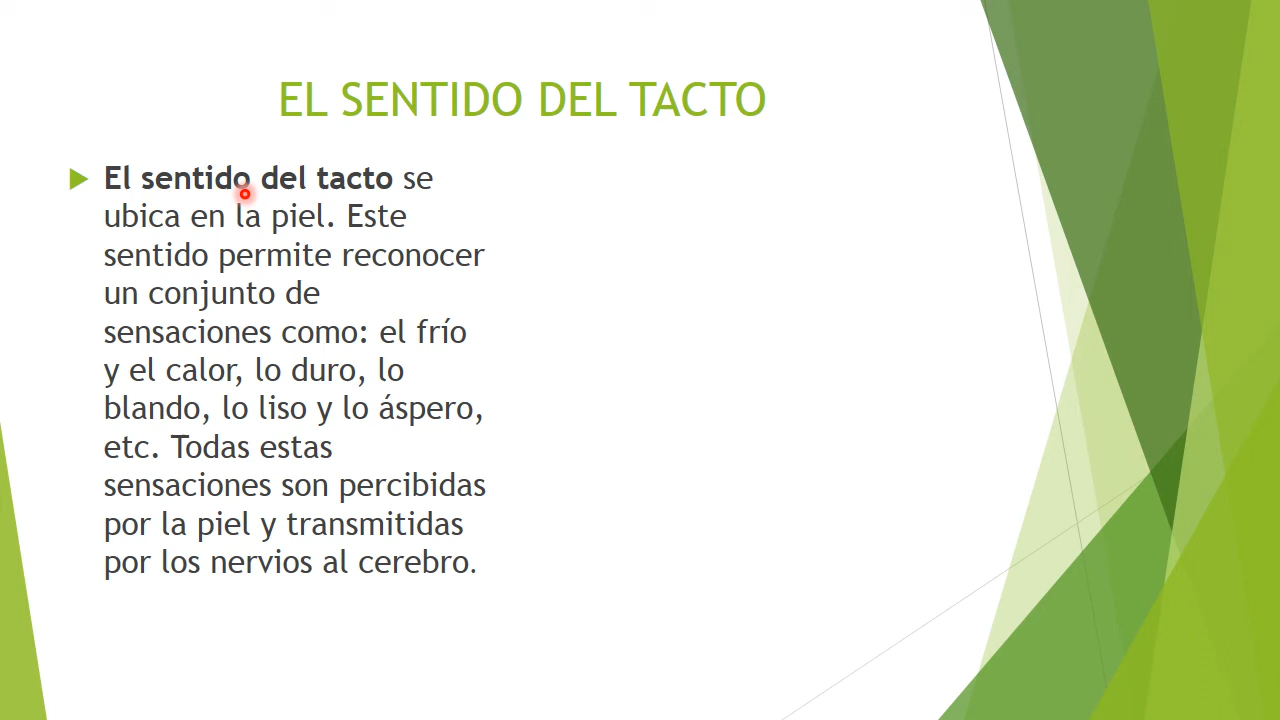 EL SENTIDO DEL TACTO
El sentido del tacto se
ubica en la piel. Este
sentido permite reconocer
un conjunto de
sensaciones como: el frío
y el calor, lo duro, lo
blando, lo liso y lo áspero,
etc. Todas estas
sensaciones son percibidas
por la piel y transmitidas
por los nervios al cerebro.